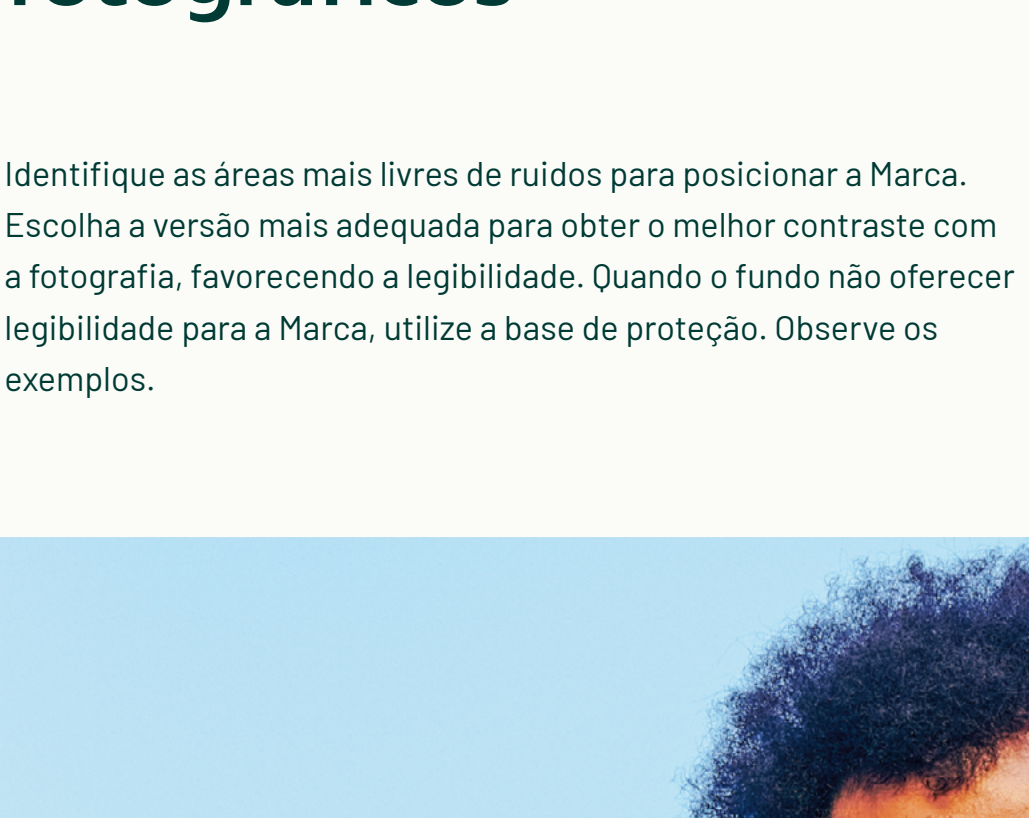 fotográficos
Identifique as áreas mais livres de ruidos para posicionar a Marca.
Escolha a versão mais adequada para obter o melhor contraste com
a fotografia, favorecendo a legibilidade. Quando o fundo não oferecer
legibilidade para a Marca, utilize a base de proteção. Observe os
exemplos.